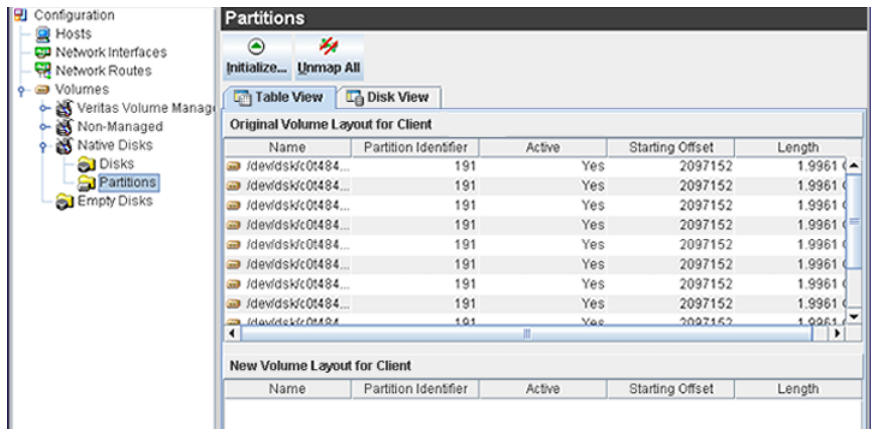 Configuration
Hosts
Network Interfaces
Network Routes
Volumes
Veritas Volume Manag
Non-Managed
Native Disks
Disks
Partitions
Empty Disks
Partitions
Initialize... Unmap All
Table View Disk View
Original Volume Layout for Client
Name Partition Identifier Active Starting Offset Length
/dev/dsk/c0t484... 191 Yes 2097152 1.9961
/dev/dsk/c0t484... 191 Yes 2097152 1.9961
/dev/dsk/c0t484... 191 Yes 2097152 1.9961
/dev/dsk/c0t484... 191 Yes 2097152 1.9961
/dev/dsk/c0t484... 191 Yes 2097152 1.9961
/dev/dsk/c0t484... 191 Yes 2097152 1.9961
/dev/dsk/c0t484... 191 Yes 2097152 1.9961
/dev/dsk/c0t484... 191 Yes 2097152 1.9961
/dev/dsk/c0t484... 191 Yes 2097152 1.9961
New Volume Layout for Client
Name Partition Identifier Active Starting Offset Length